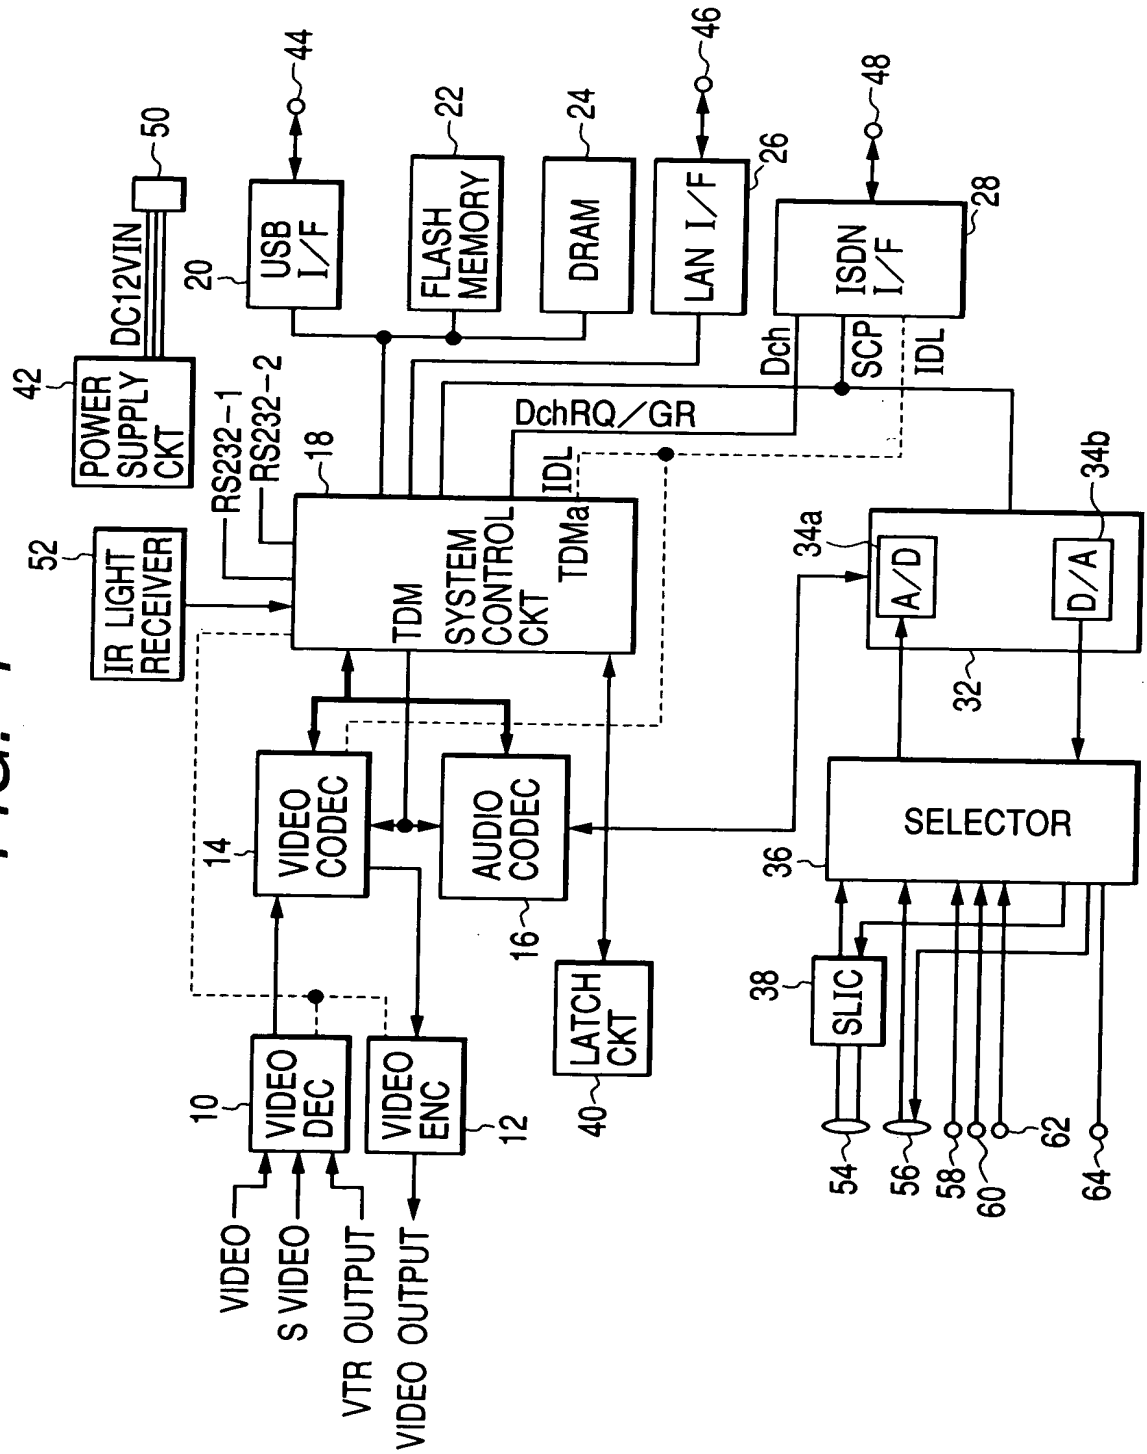 FIG. 1
VIDEO
S VIDEO
VTR OUTPUT
VIDEO OUTPUT
10
VIDEO
DEC
VIDEO
ENC
12
14
VIDEO
CODEC
AUDIO
CODEC
16
LATCH
CKT
40
52
IR LIGHT
RECEIVER
RS232-1
RS232-2
18
TDM
SYSTEM
CONTROL
CKT
TDMa
IDL
DchRQ/GR
42
POWER
SUPPLY
CKT
DC12VIN
50
20
USB
I/F
44
FLASH
MEMORY
22
DRAM
24
LAN I/F
26
46
Dch
SCP
IDL
ISDN
I/F
28
48
54
56
58
60
62
64
38
SLIC
36
SELECTOR
32
34a
A/D
34b
D/A